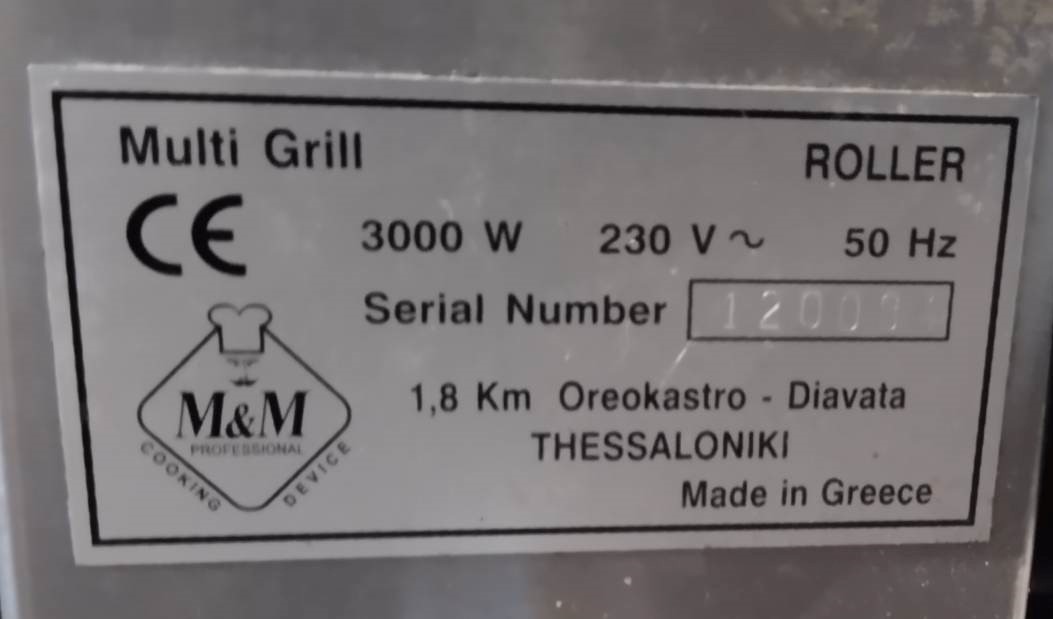 Multi Grill ROLLER
CE 3000 W 230 V ~ 50 Hz
Serial Number
1,8 Km Oreokastro - Diavata
THESSALONIKI
Made in Greece
M&M
PROFESSIONAL
COOKING DEVICE